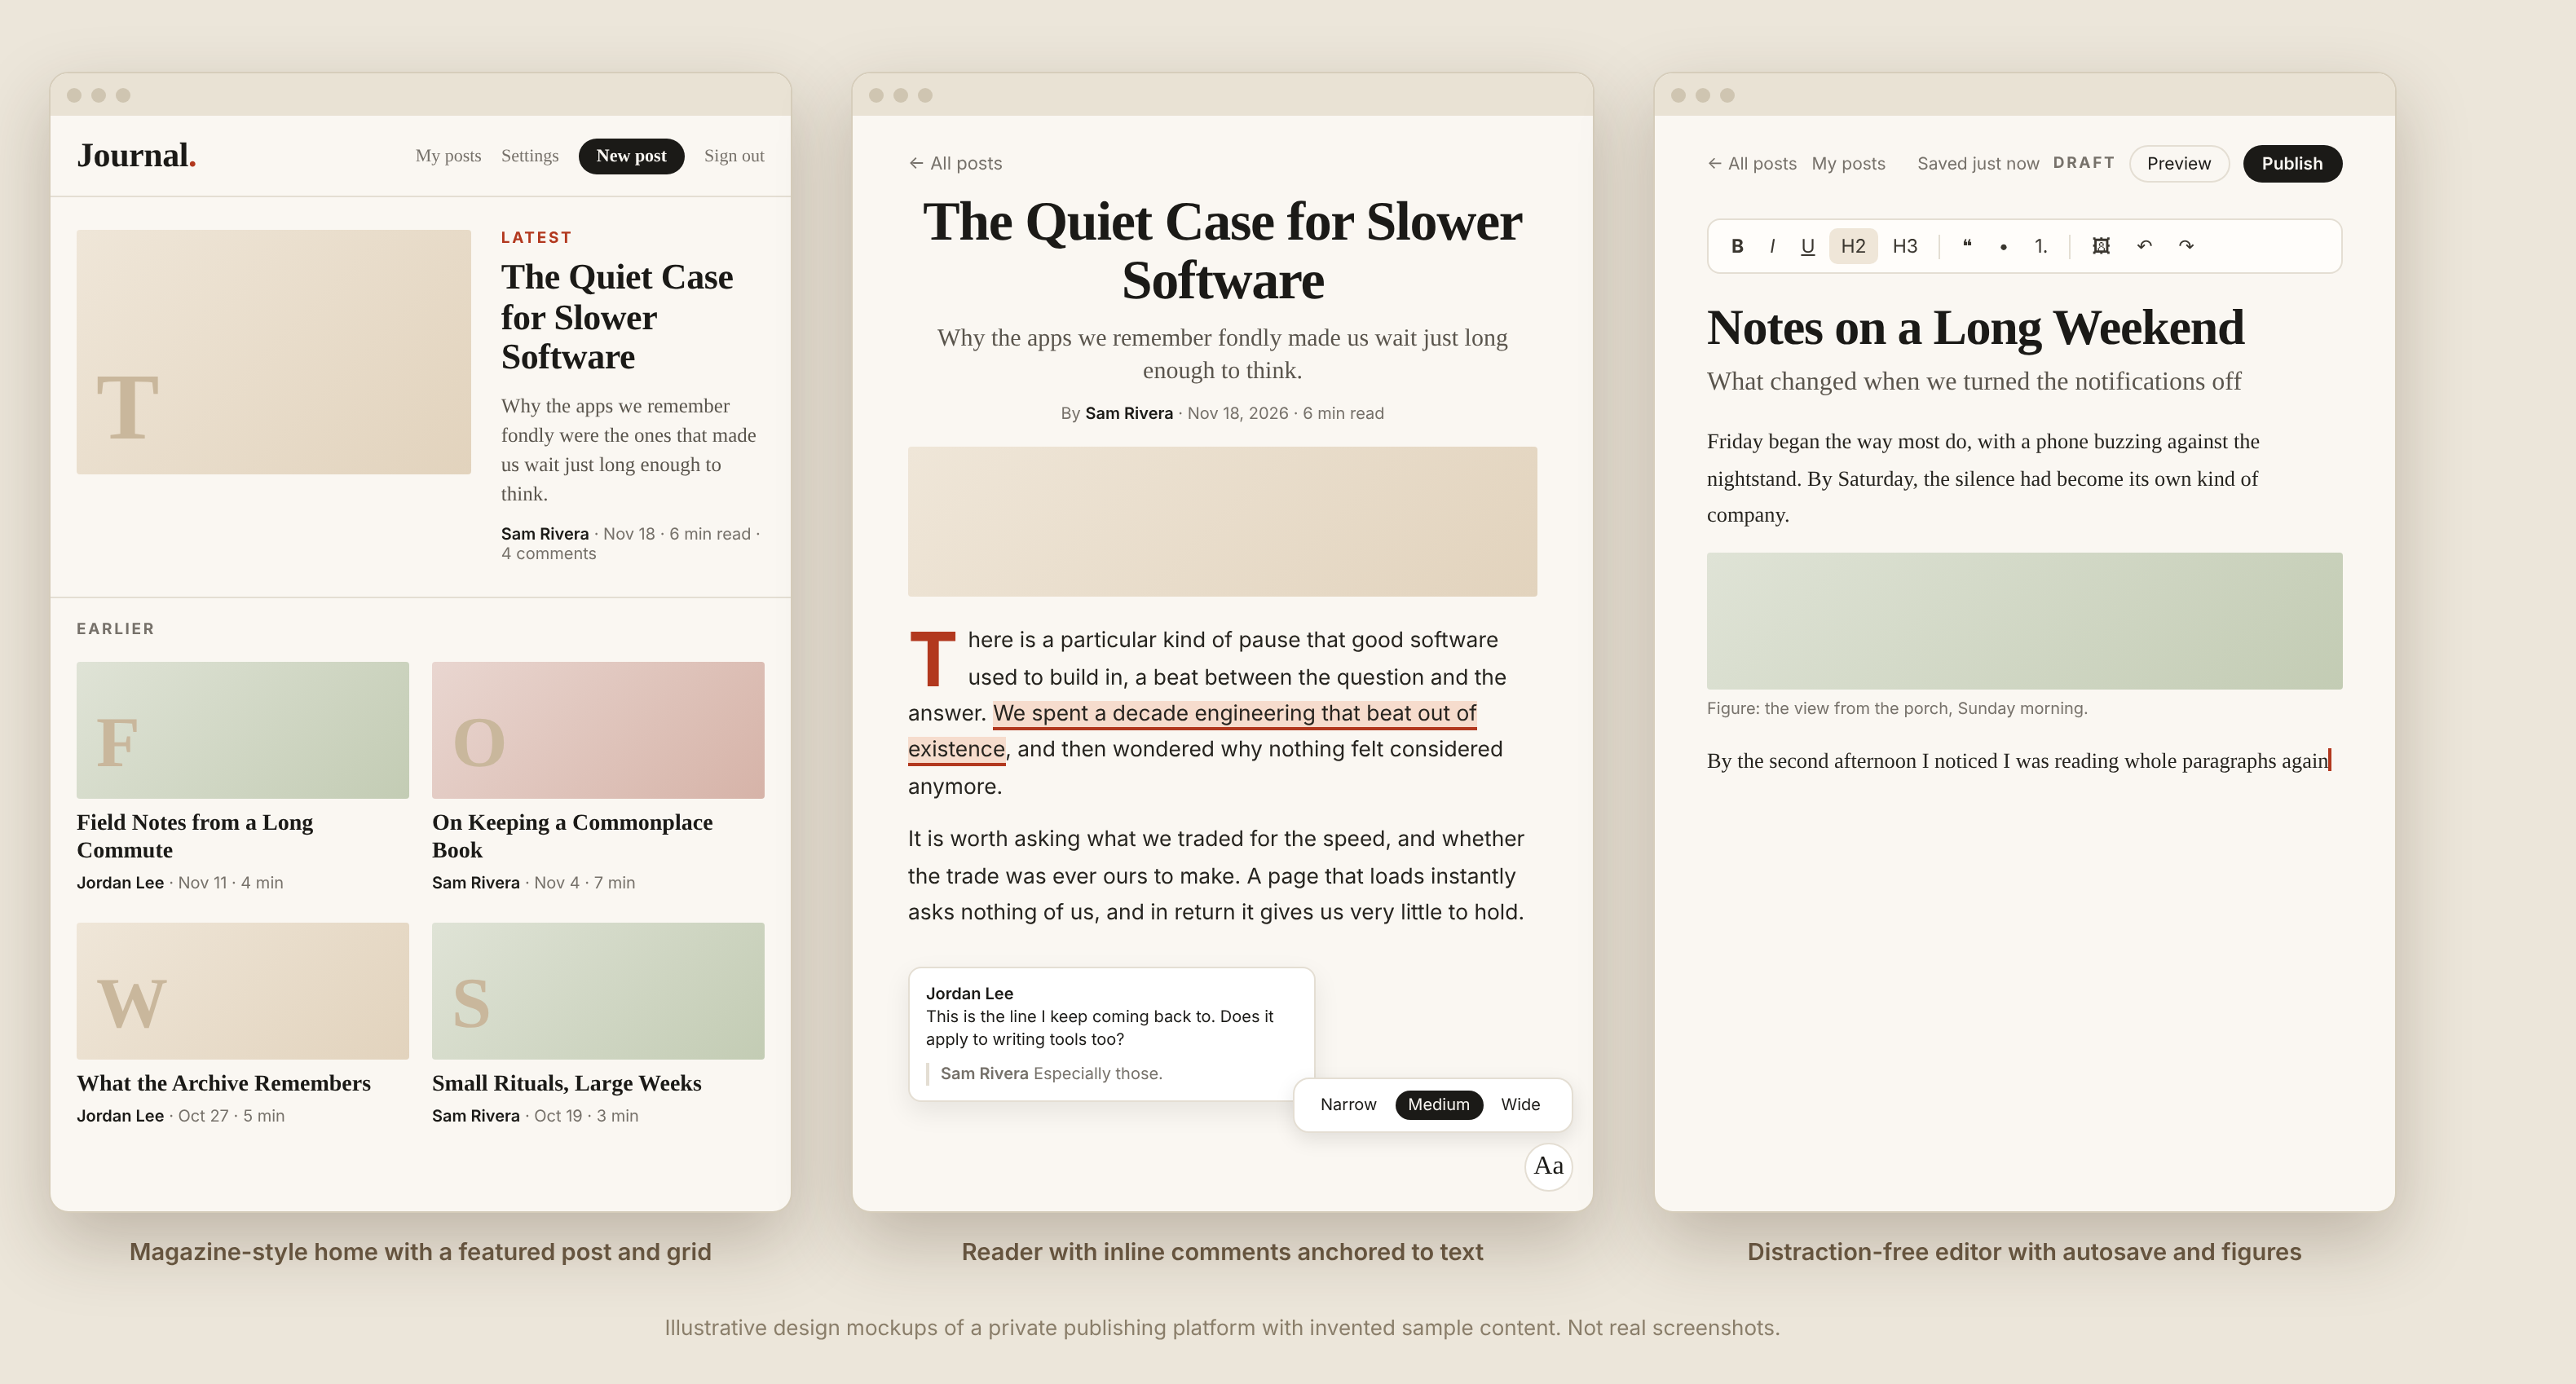 Journal.
My posts Settings New post Sign out
T
LATEST
The Quiet Case
for Slower
Software
Why the apps we remember
fondly were the ones that made
us wait just long enough to
think.
Sam Rivera · Nov 18 · 6 min read ·
4 comments
EARLIER
F
Field Notes from a Long
Commute
Jordan Lee · Nov 11 · 4 min
O
On Keeping a Commonplace
Book
Sam Rivera · Nov 4 · 7 min
W
What the Archive Remembers
Jordan Lee · Oct 27 · 5 min
S
Small Rituals, Large Weeks
Sam Rivera · Oct 19 · 3 min
Magazine-style home with a featured post and grid
← All posts
The Quiet Case for Slower
Software
Why the apps we remember fondly made us wait just long
enough to think.
By Sam Rivera · Nov 18, 2026 · 6 min read
There is a particular kind of pause that good software
used to build in, a beat between the question and the
answer. We spent a decade engineering that beat out of
existence, and then wondered why nothing felt considered
anymore.
It is worth asking what we traded for the speed, and whether
the trade was ever ours to make. A page that loads instantly
asks nothing of us, and in return it gives us very little to hold.
Jordan Lee
This is the line I keep coming back to. Does it
apply to writing tools too?
Sam Rivera Especially those.
Narrow Medium Wide
Aa
Reader with inline comments anchored to text
← All posts My posts Saved just now DRAFT Preview Publish
B I U H2 H3 ❝ • 1. 🖼 ↶ ↷
Notes on a Long Weekend
What changed when we turned the notifications off
Friday began the way most do, with a phone buzzing against the
nightstand. By Saturday, the silence had become its own kind of
company.
Figure: the view from the porch, Sunday morning.
By the second afternoon I noticed I was reading whole paragraphs again
Distraction-free editor with autosave and figures
Illustrative design mockups of a private publishing platform with invented sample content. Not real screenshots.